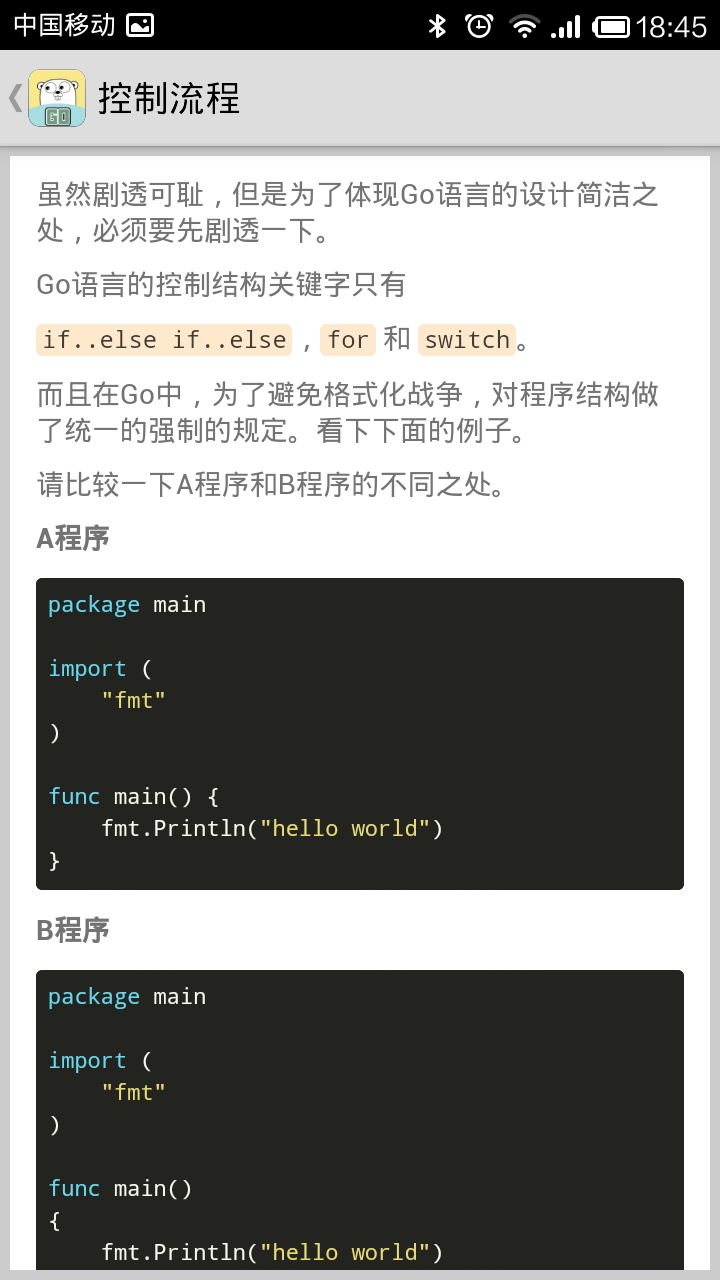 中国移动 18:45
GO 控制流程
虽然剧透可耻，但是为了体现Go语言的设计简洁之
处，必须要先剧透一下。
Go语言的控制结构关键字只有
if..else if..else ，for 和 switch。
而且在Go中，为了避免格式化战争，对程序结构做
了统一的强制的规定。看下下面的例子。
请比较一下A程序和B程序的不同之处。
A程序
package main
import (
    "fmt"
)
func main() {
    fmt.Println("hello world")
}
B程序
package main
import (
    "fmt"
)
func main()
{
    fmt.Println("hello world")